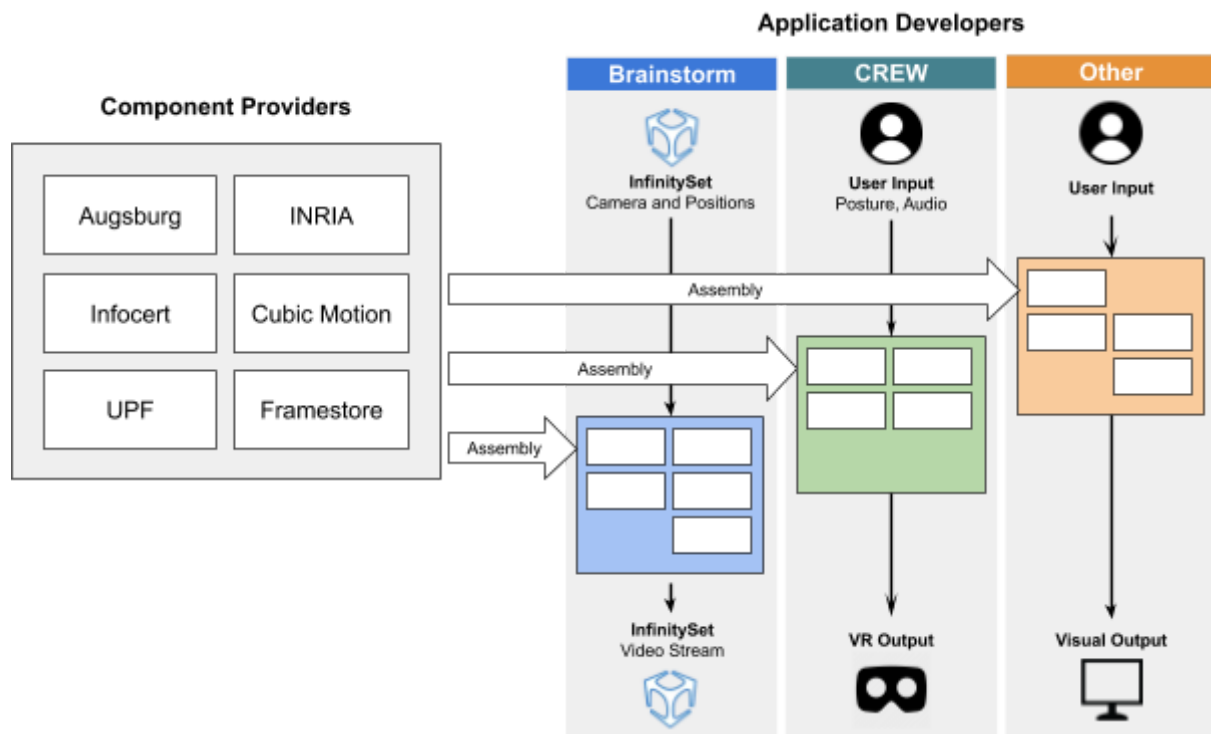 Application Developers
Component Providers
Brainstorm
CREW
Other
Augsburg
INRIA
Infocert
Cubic Motion
UPF
Framestore
InfinitySet
Camera and Positions
User Input
Posture, Audio
User Input
Assembly
Assembly
Assembly
InfinitySet
Video Stream
VR Output
Visual Output